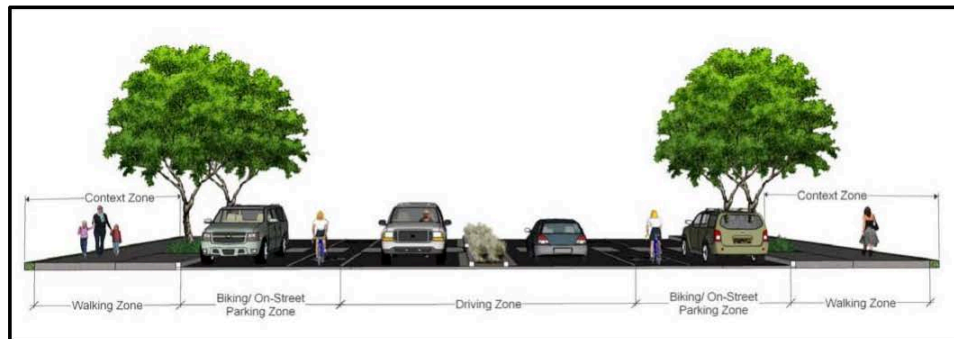 Context Zone
Context Zone
Walking Zone
Biking/ On-Street
Parking Zone
Driving Zone
Biking/ On-Street
Parking Zone
Walking Zone